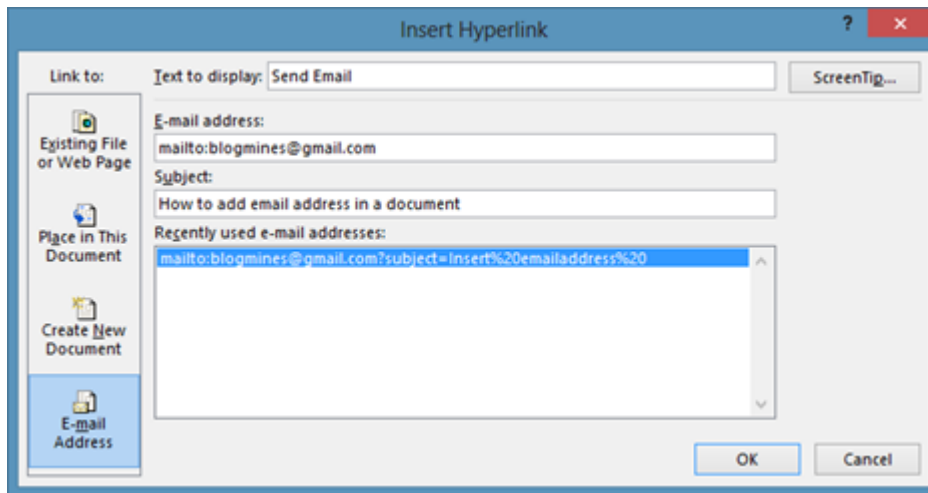 Insert Hyperlink
? ×
Link to:
Text to display: Send Email
ScreenTip...
Existing File
or Web Page
Place in This
Document
Create New
Document
E-mail
Address
E-mail address:
mailto:blogmines@gmail.com
Subject:
How to add email address in a document
Recently used e-mail addresses:
mailto:blogmines@gmail.com?subject=Insert%20emailaddress%20
OK
Cancel